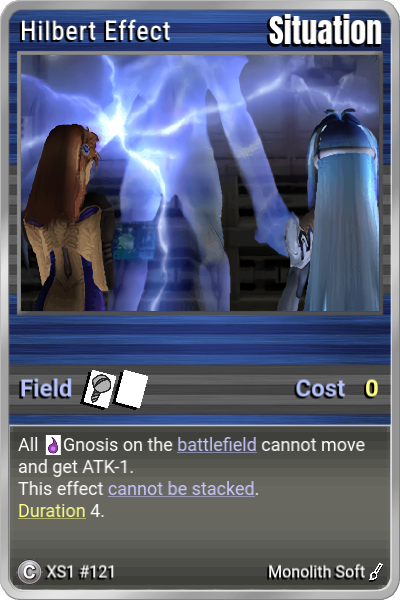 Hilbert Effect
Situation
Field
Cost 0
All Gnosis on the battlefield cannot move
and get ATK-1.
This effect cannot be stacked.
Duration 4.
C XS1 #121
Monolith Soft